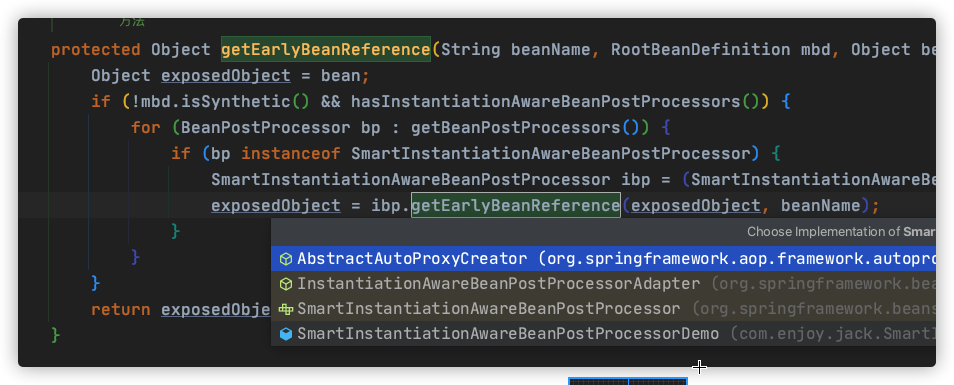 方法
protected Object getEarlyBeanReference(String beanName, RootBeanDefinition mbd, Object be
Object exposedObject = bean;
if (!mbd.isSynthetic() && hasInstantiationAwareBeanPostProcessors()) {
for (BeanPostProcessor bp : getBeanPostProcessors()) {
if (bp instanceof SmartInstantiationAwareBeanPostProcessor) {
SmartInstantiationAwareBeanPostProcessor ibp = (SmartInstantiationAwareBe
exposedObject = ibp.getEarlyBeanReference(exposedObject, beanName);
}
Choose Implementation of Smar
}
AbstractAutoProxyCreator (org.springframework.aop.framework.autopro
}
InstantiationAwareBeanPostProcessorAdapter (org.springframework.bea
return exposedObje
SmartInstantiationAwareBeanPostProcessor (org.springframework.beans
}
SmartInstantiationAwareBeanPostProcessorDemo (com.enjoy.jack.SmartI